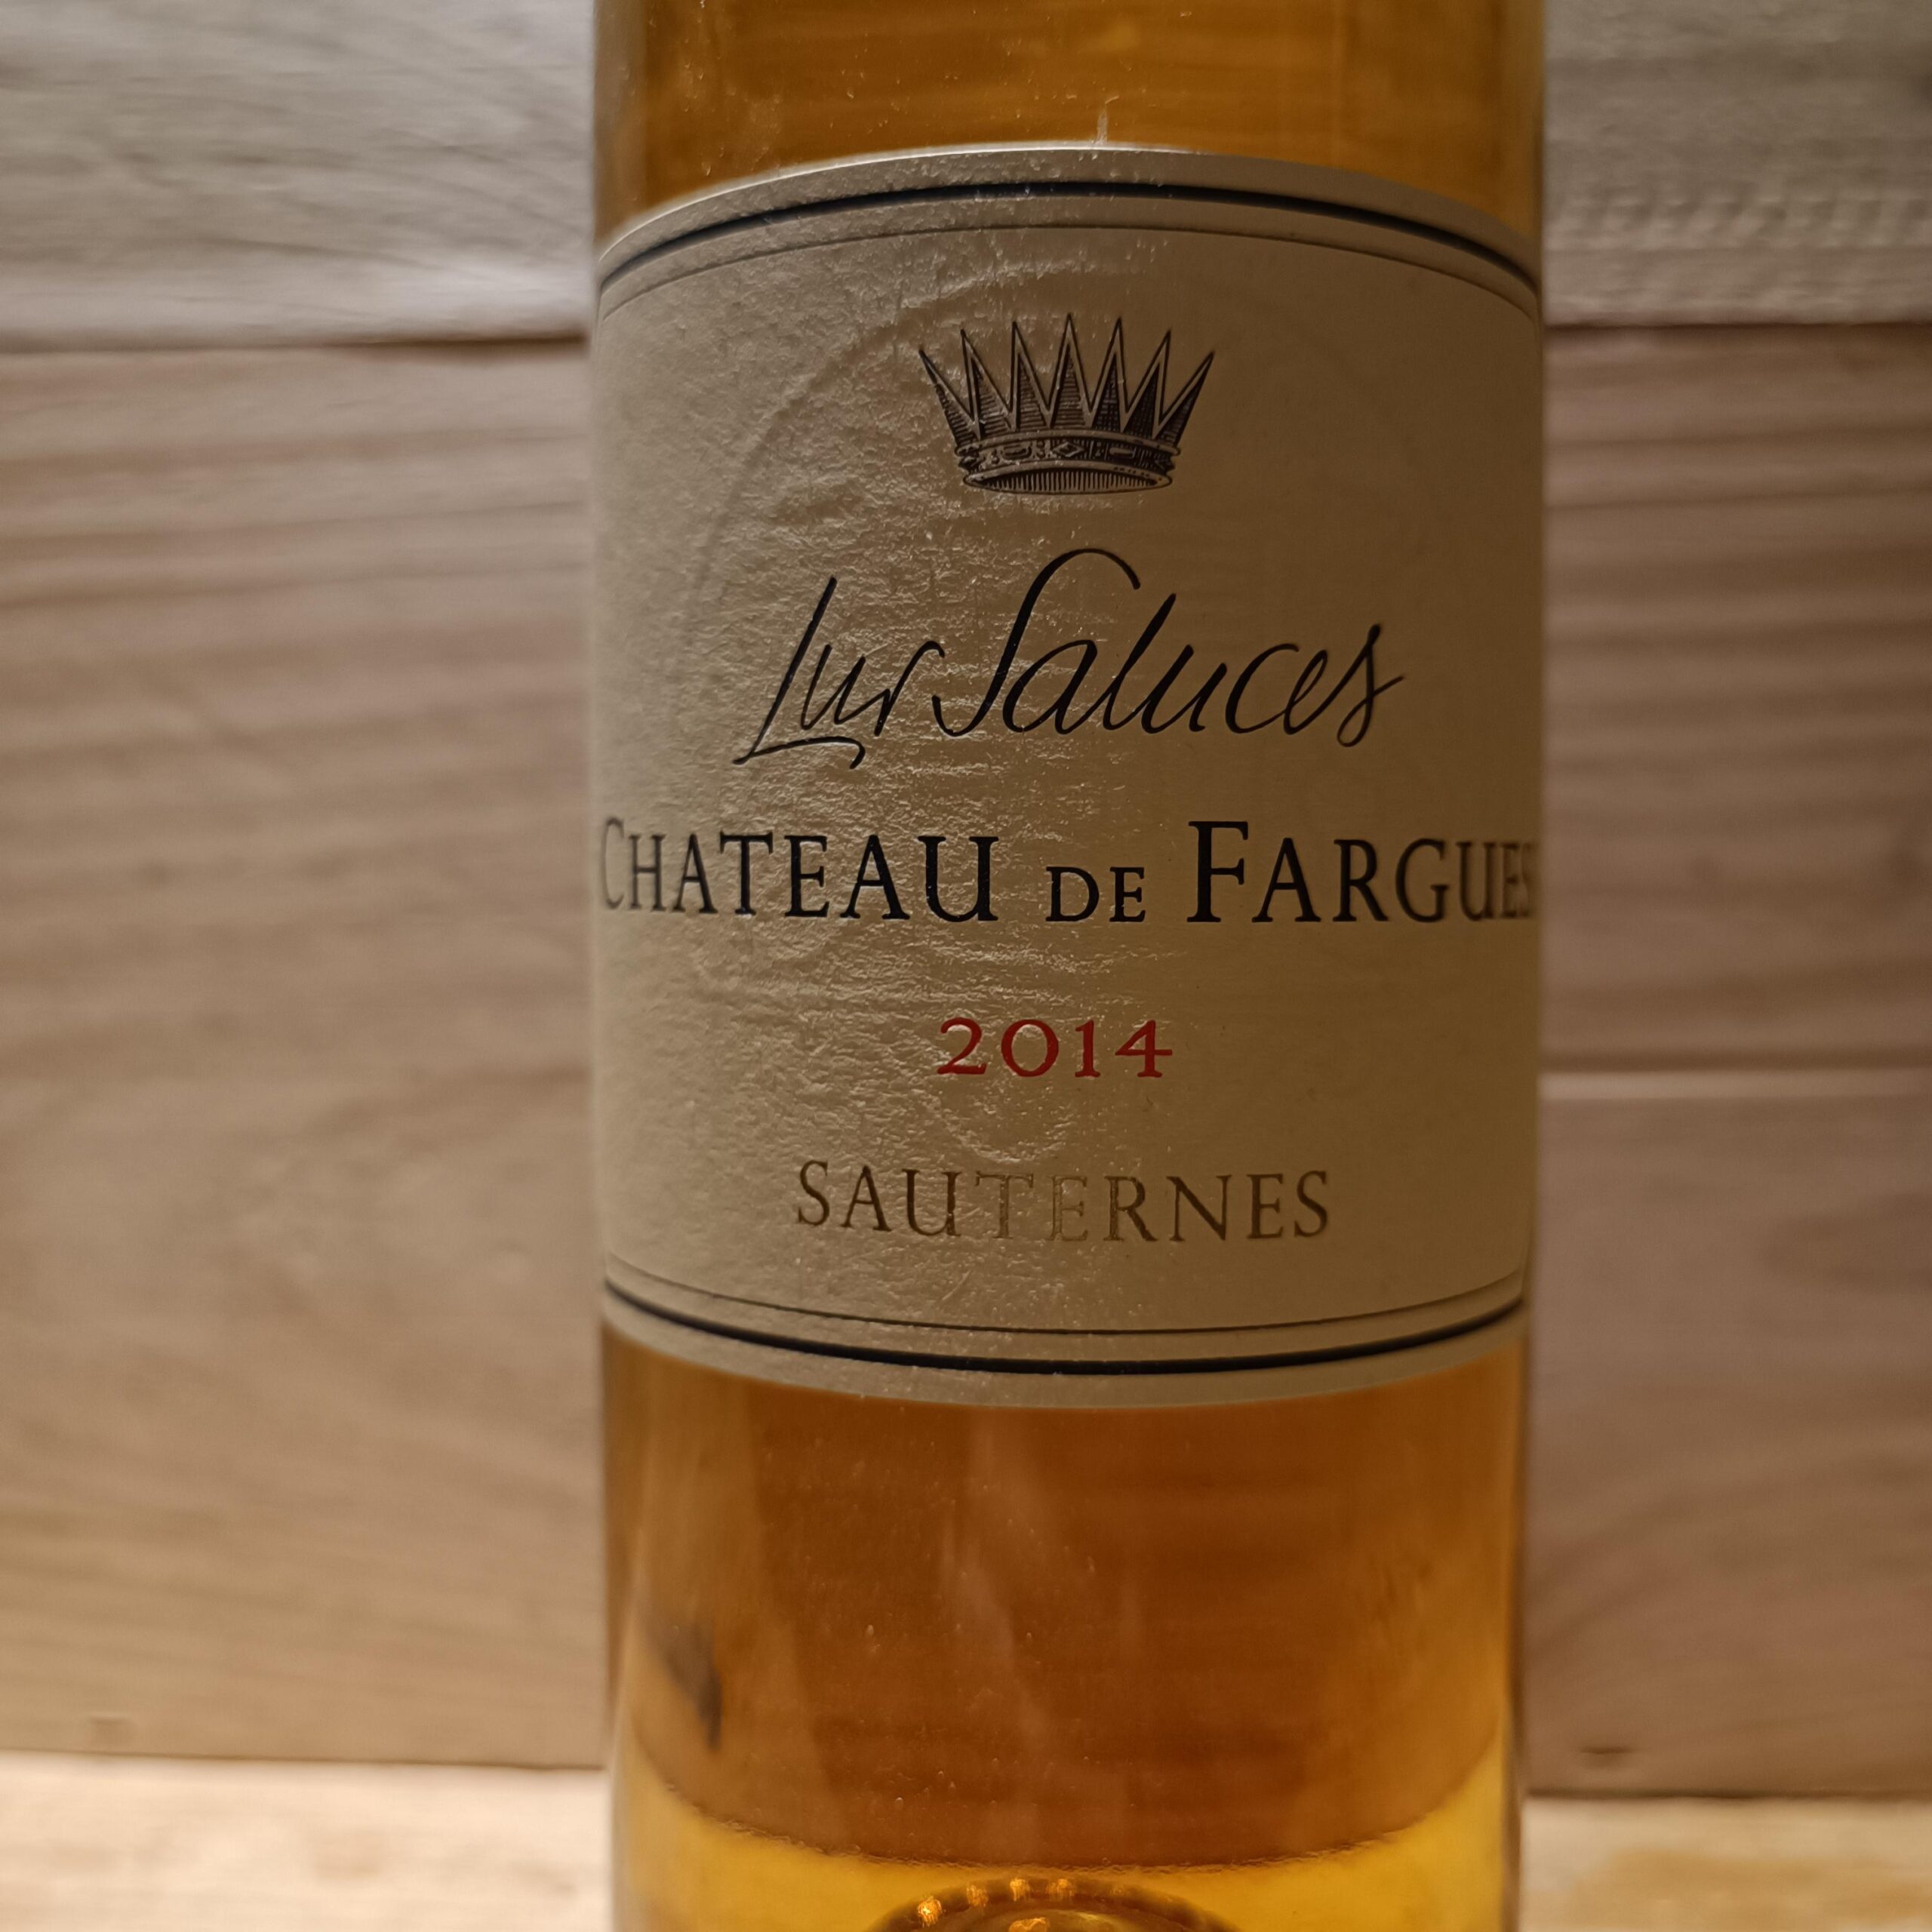 Lur Saluces
CHATEAU DE FARGUES
2014
SAUTERNES